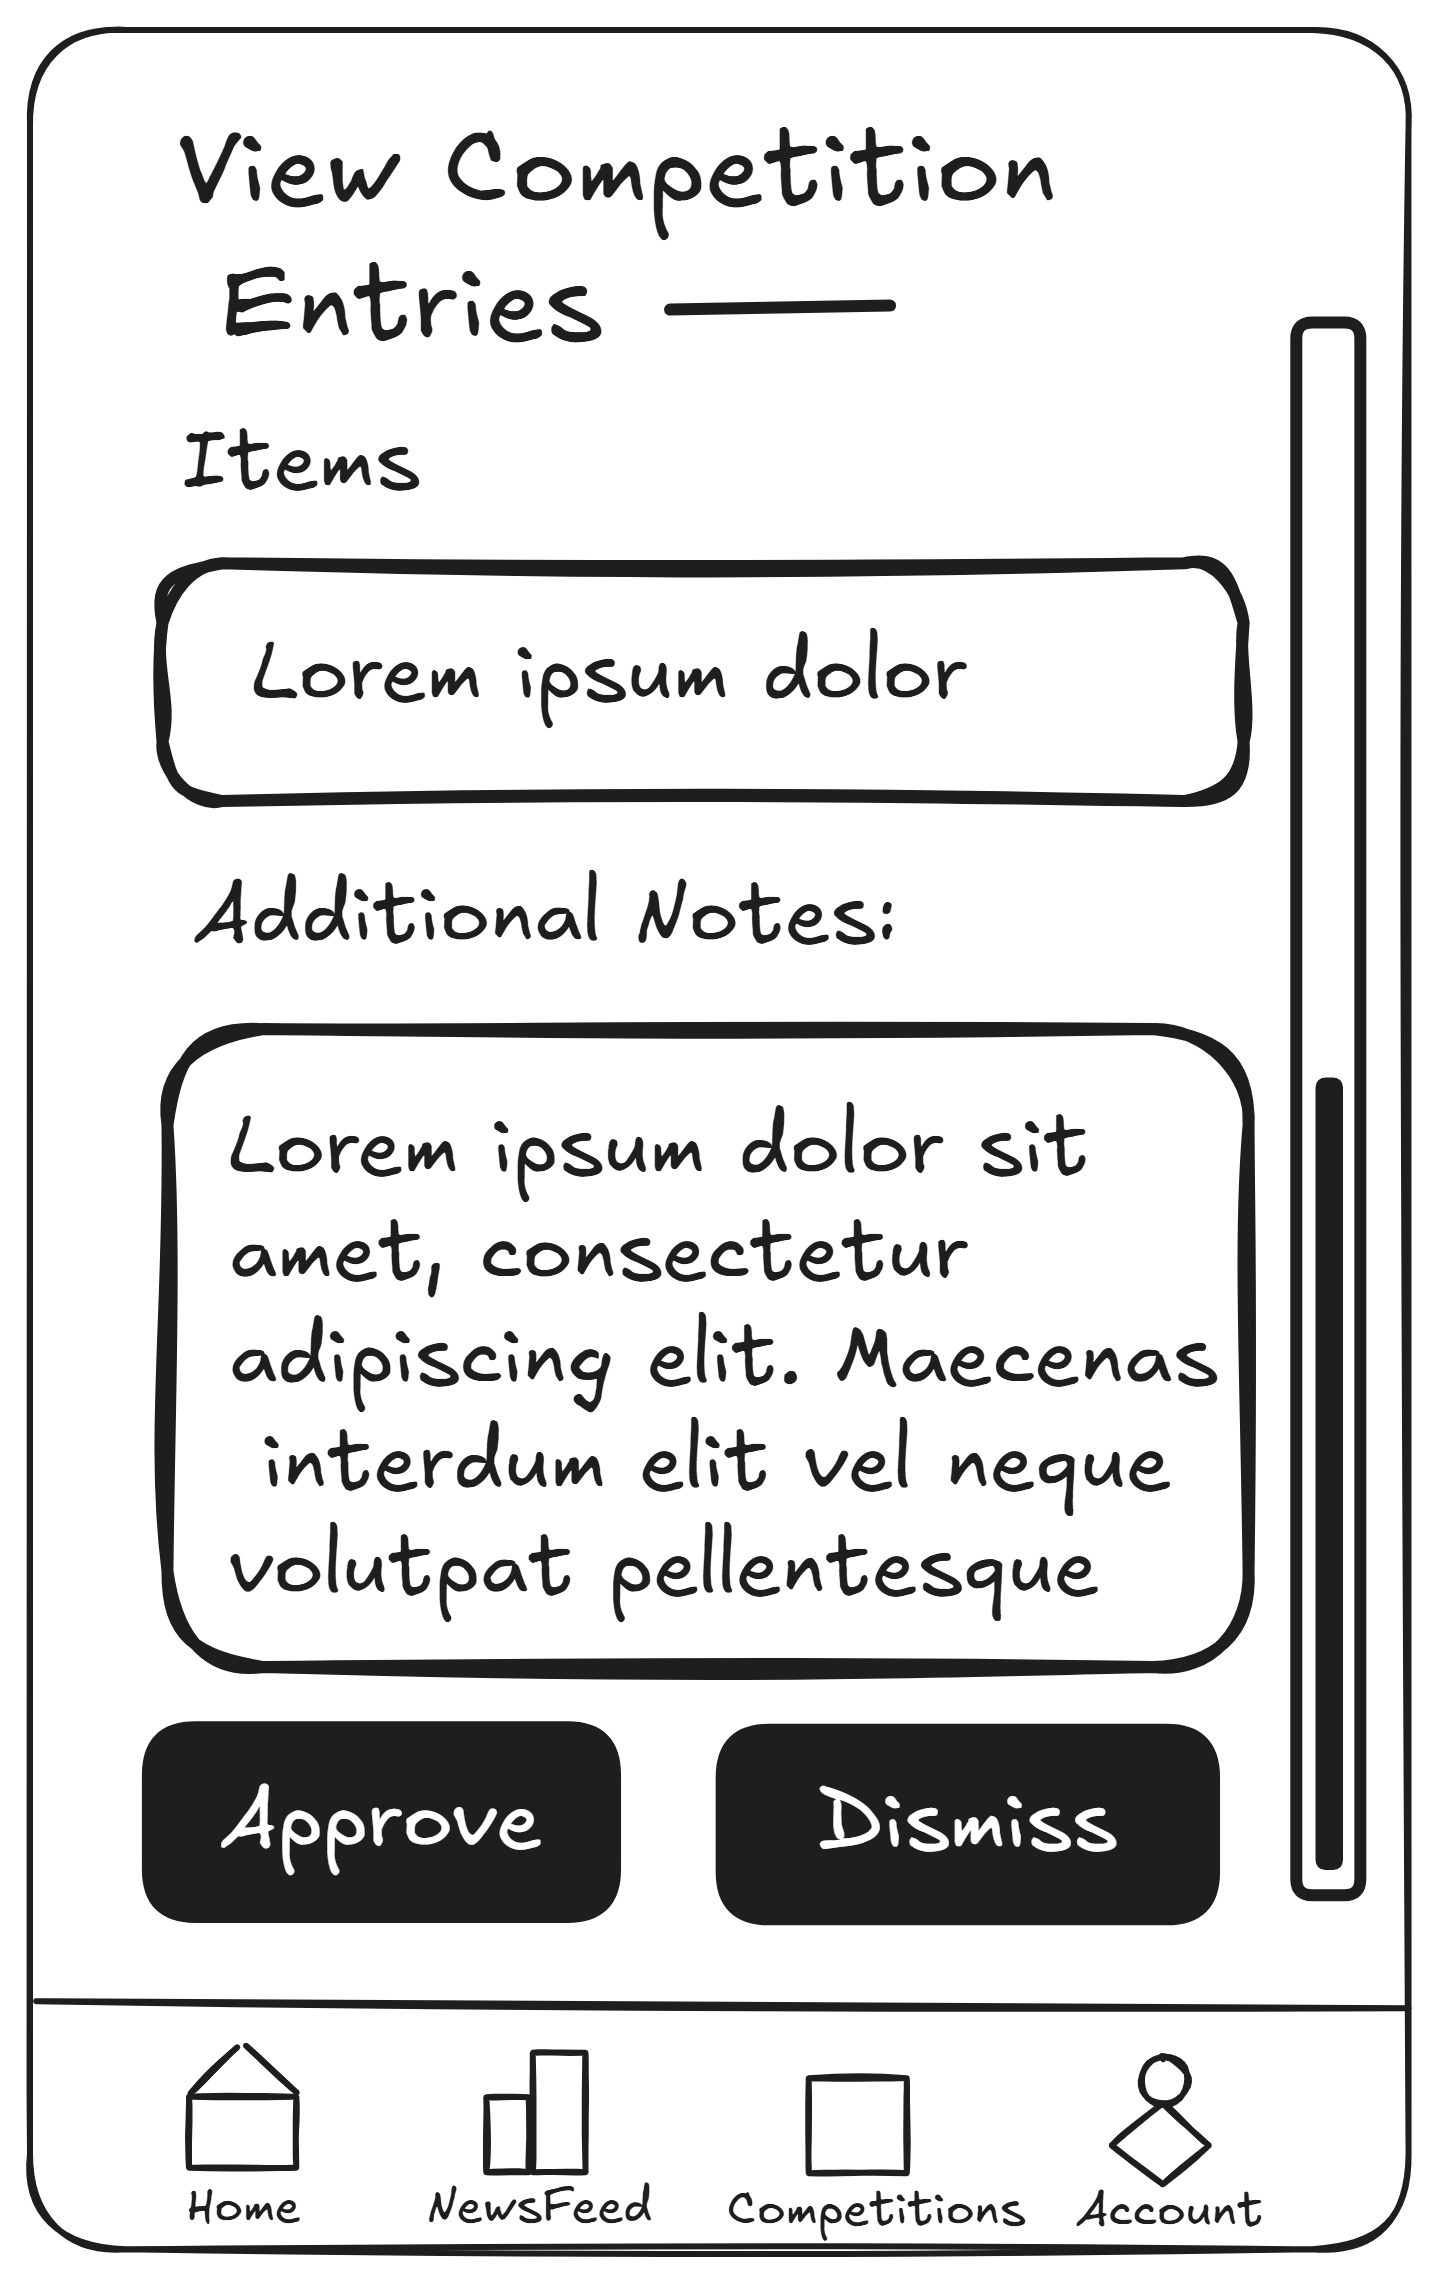 View Competition
Entries
Items
Lorem ipsum dolor
Additional Notes:
Lorem ipsum dolor sit
amet, consectetur
adipiscing elit. Maecenas
interdum elit vel neque
volutpat pellentesque
Approve
Dismiss
Home
NewsFeed
Competitions
Account